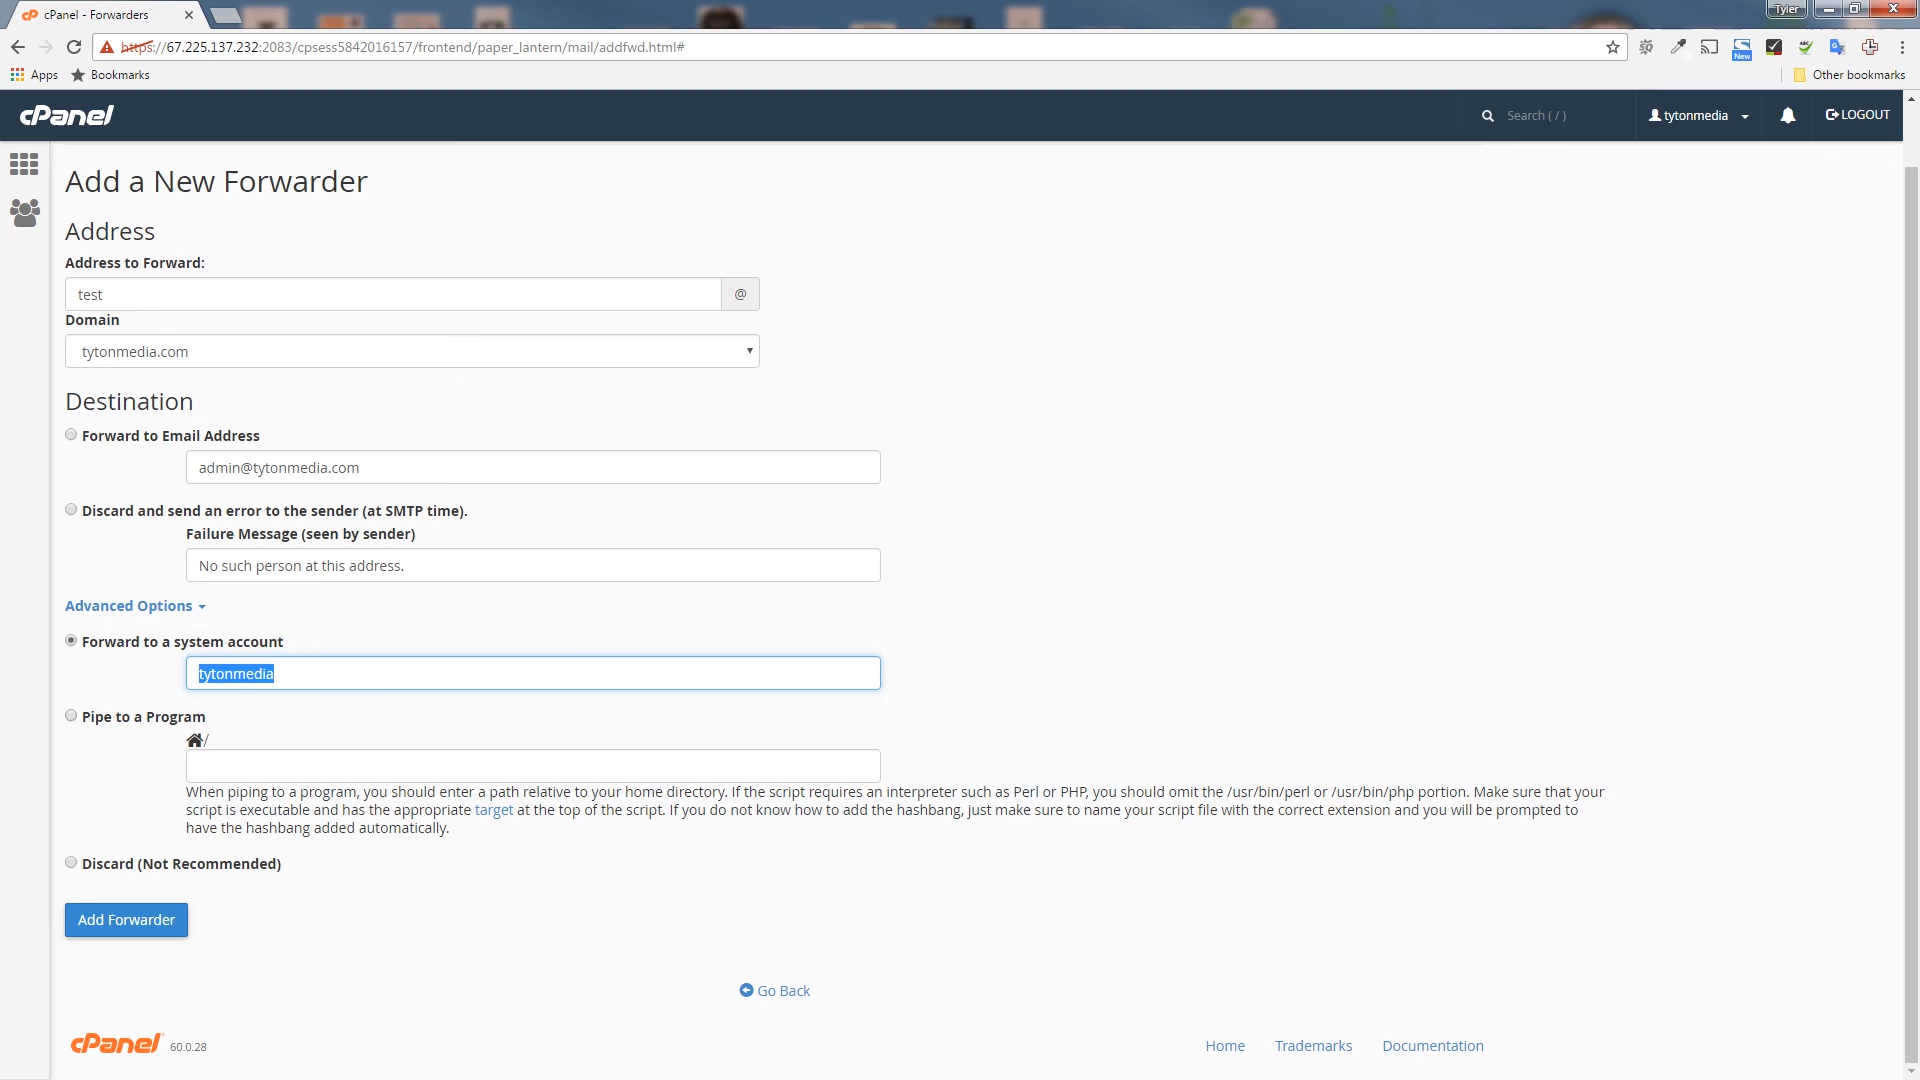 cPanel - Forwarders
Tyler
https://67.225.137.232:2083/cpsess5842016157/frontend/paper_lantern/mail/addfwd.html#
New
Apps
Bookmarks
Other bookmarks
cPanel
Search ( / )
tytonmedia
LOGOUT
Add a New Forwarder
Address
Address to Forward:
test
@
Domain
tytonmedia.com
Destination
Forward to Email Address
admin@tytonmedia.com
Discard and send an error to the sender (at SMTP time).
Failure Message (seen by sender)
No such person at this address.
Advanced Options
Forward to a system account
tytonmedia
Pipe to a Program
/
When piping to a program, you should enter a path relative to your home directory. If the script requires an interpreter such as Perl or PHP, you should omit the /usr/bin/perl or /usr/bin/php portion. Make sure that your
script is executable and has the appropriate target at the top of the script. If you do not know how to add the hashbang, just make sure to name your script file with the correct extension and you will be prompted to
have the hashbang added automatically.
Discard (Not Recommended)
Add Forwarder
Go Back
cPanel 60.0.28
Home
Trademarks
Documentation